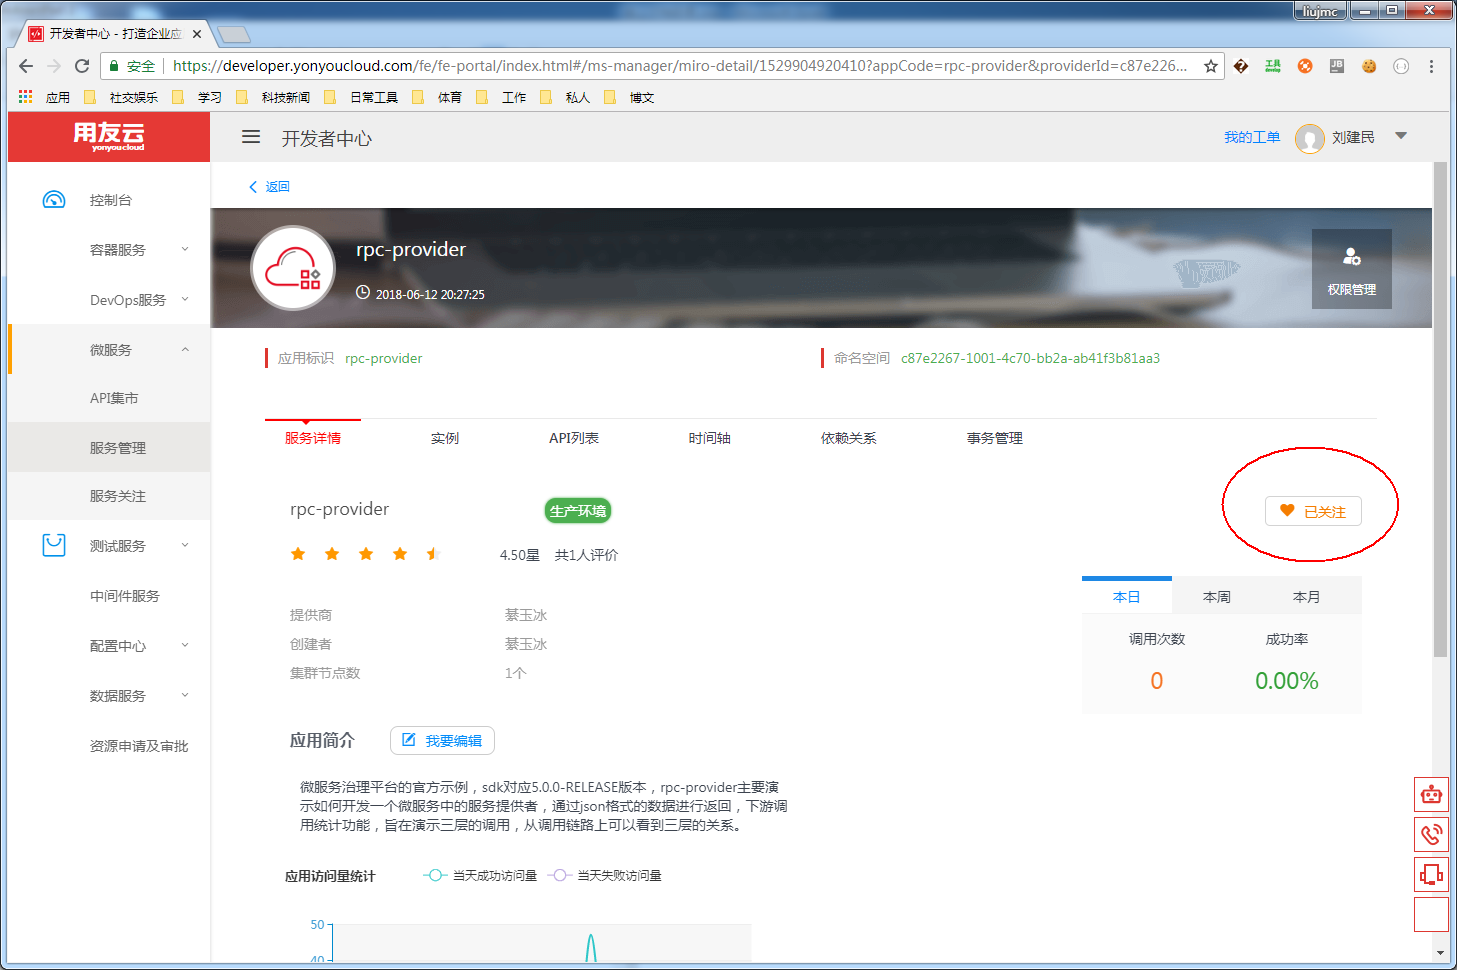 liujmc
开发者中心 - 打造企业应
安全 https://developer.yonyoucloud.com/fe/fe-portal/index.html#/ms-manager/miro-detail/1529904920410?appCode=rpc-provider&providerId=c87e226...
应用 社交娱乐 学习 科技新闻 日常工具 体育 工作 私人 博文
用友云
yonyoucloud
开发者中心
我的工单
刘建民
返回
控制台
容器服务
DevOps服务
微服务
API集市
服务管理
服务关注
测试服务
中间件服务
配置中心
数据服务
资源申请及审批
rpc-provider
2018-06-12 20:27:25
权限管理
应用标识 rpc-provider
命名空间 c87e2267-1001-4c70-bb2a-ab41f3b81aa3
服务详情 实例 API列表 时间轴 依赖关系 事务管理
rpc-provider
生产环境
已关注
4.50星 共1人评价
本日 本周 本月
调用次数 成功率
0 0.00%
提供商 綦玉冰
创建者 綦玉冰
集群节点数 1个
应用简介
我要编辑
微服务治理平台的官方示例，sdk对应5.0.0-RELEASE版本，rpc-provider主要演
示如何开发一个微服务中的服务提供者，通过json格式的数据进行返回，下游调
用统计功能，旨在演示三层的调用，从调用链路上可以看到三层的关系。
应用访问量统计
当天成功访问量 当天失败访问量
50
40